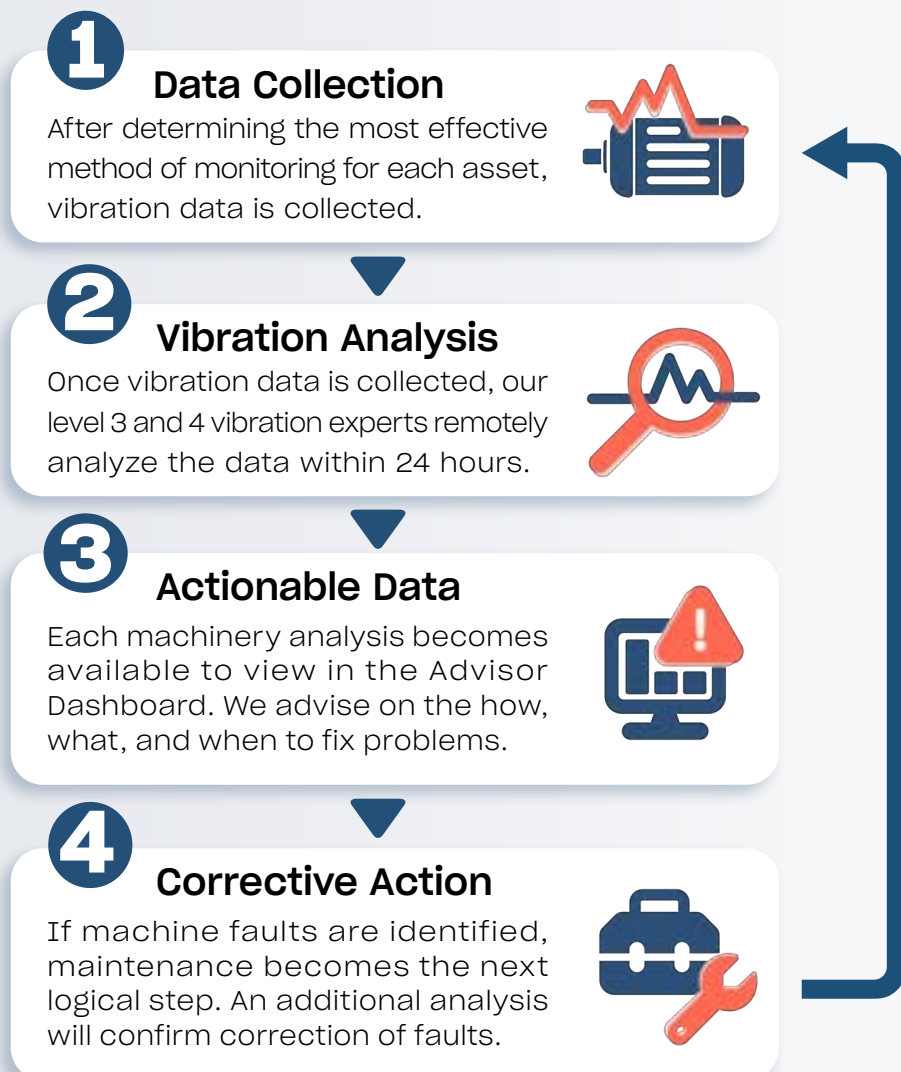 1
Data Collection
After determining the most effective
method of monitoring for each asset,
vibration data is collected.
2
Vibration Analysis
Once vibration data is collected, our
level 3 and 4 vibration experts remotely
analyze the data within 24 hours.
3
Actionable Data
Each machinery analysis becomes
available to view in the Advisor
Dashboard. We advise on the how,
what, and when to fix problems.
4
Corrective Action
If machine faults are identified,
maintenance becomes the next
logical step. An additional analysis
will confirm correction of faults.